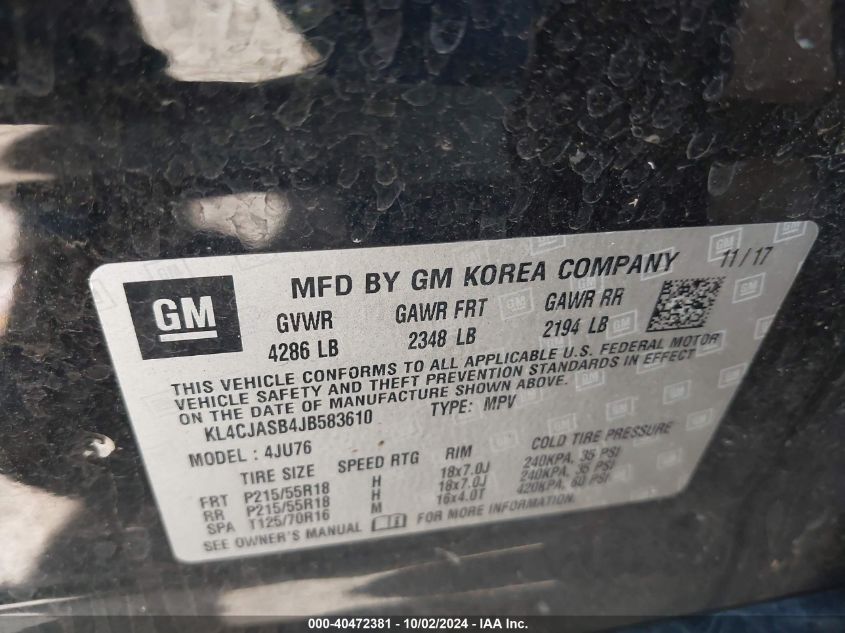 GM
MFD BY GM KOREA COMPANY 11/17
GVWR GAWR FRT GAWR RR
4286 LB 2348 LB 2194 LB
THIS VEHICLE CONFORMS TO ALL APPLICABLE U.S. FEDERAL MOTOR
VEHICLE SAFETY AND THEFT PREVENTION STANDARDS IN EFFECT
ON THE DATE OF MANUFACTURE SHOWN ABOVE.
KL4CJASB4JB583610 TYPE: MPV
MODEL : 4JU76
TIRE SIZE SPEED RTG RIM COLD TIRE PRESSURE
FRT P215/55R18 H 18x7.0J 240KPA, 35 PSI
RR P215/55R18 H 18x7.0J 240KPA, 35 PSI
SPA T125/70R16 M 16x4.0T 420KPA, 60 PSI
SEE OWNER'S MANUAL FOR MORE INFORMATION.
000-40472381 - 10/02/2024 - IAA Inc.